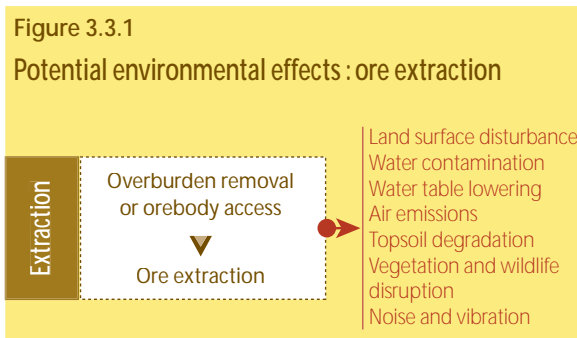 Figure 3.3.1
Potential environmental effects : ore extraction
Extraction
Overburden removal
or orebody access
Ore extraction
Land surface disturbance
Water contamination
Water table lowering
Air emissions
Topsoil degradation
Vegetation and wildlife
disruption
Noise and vibration